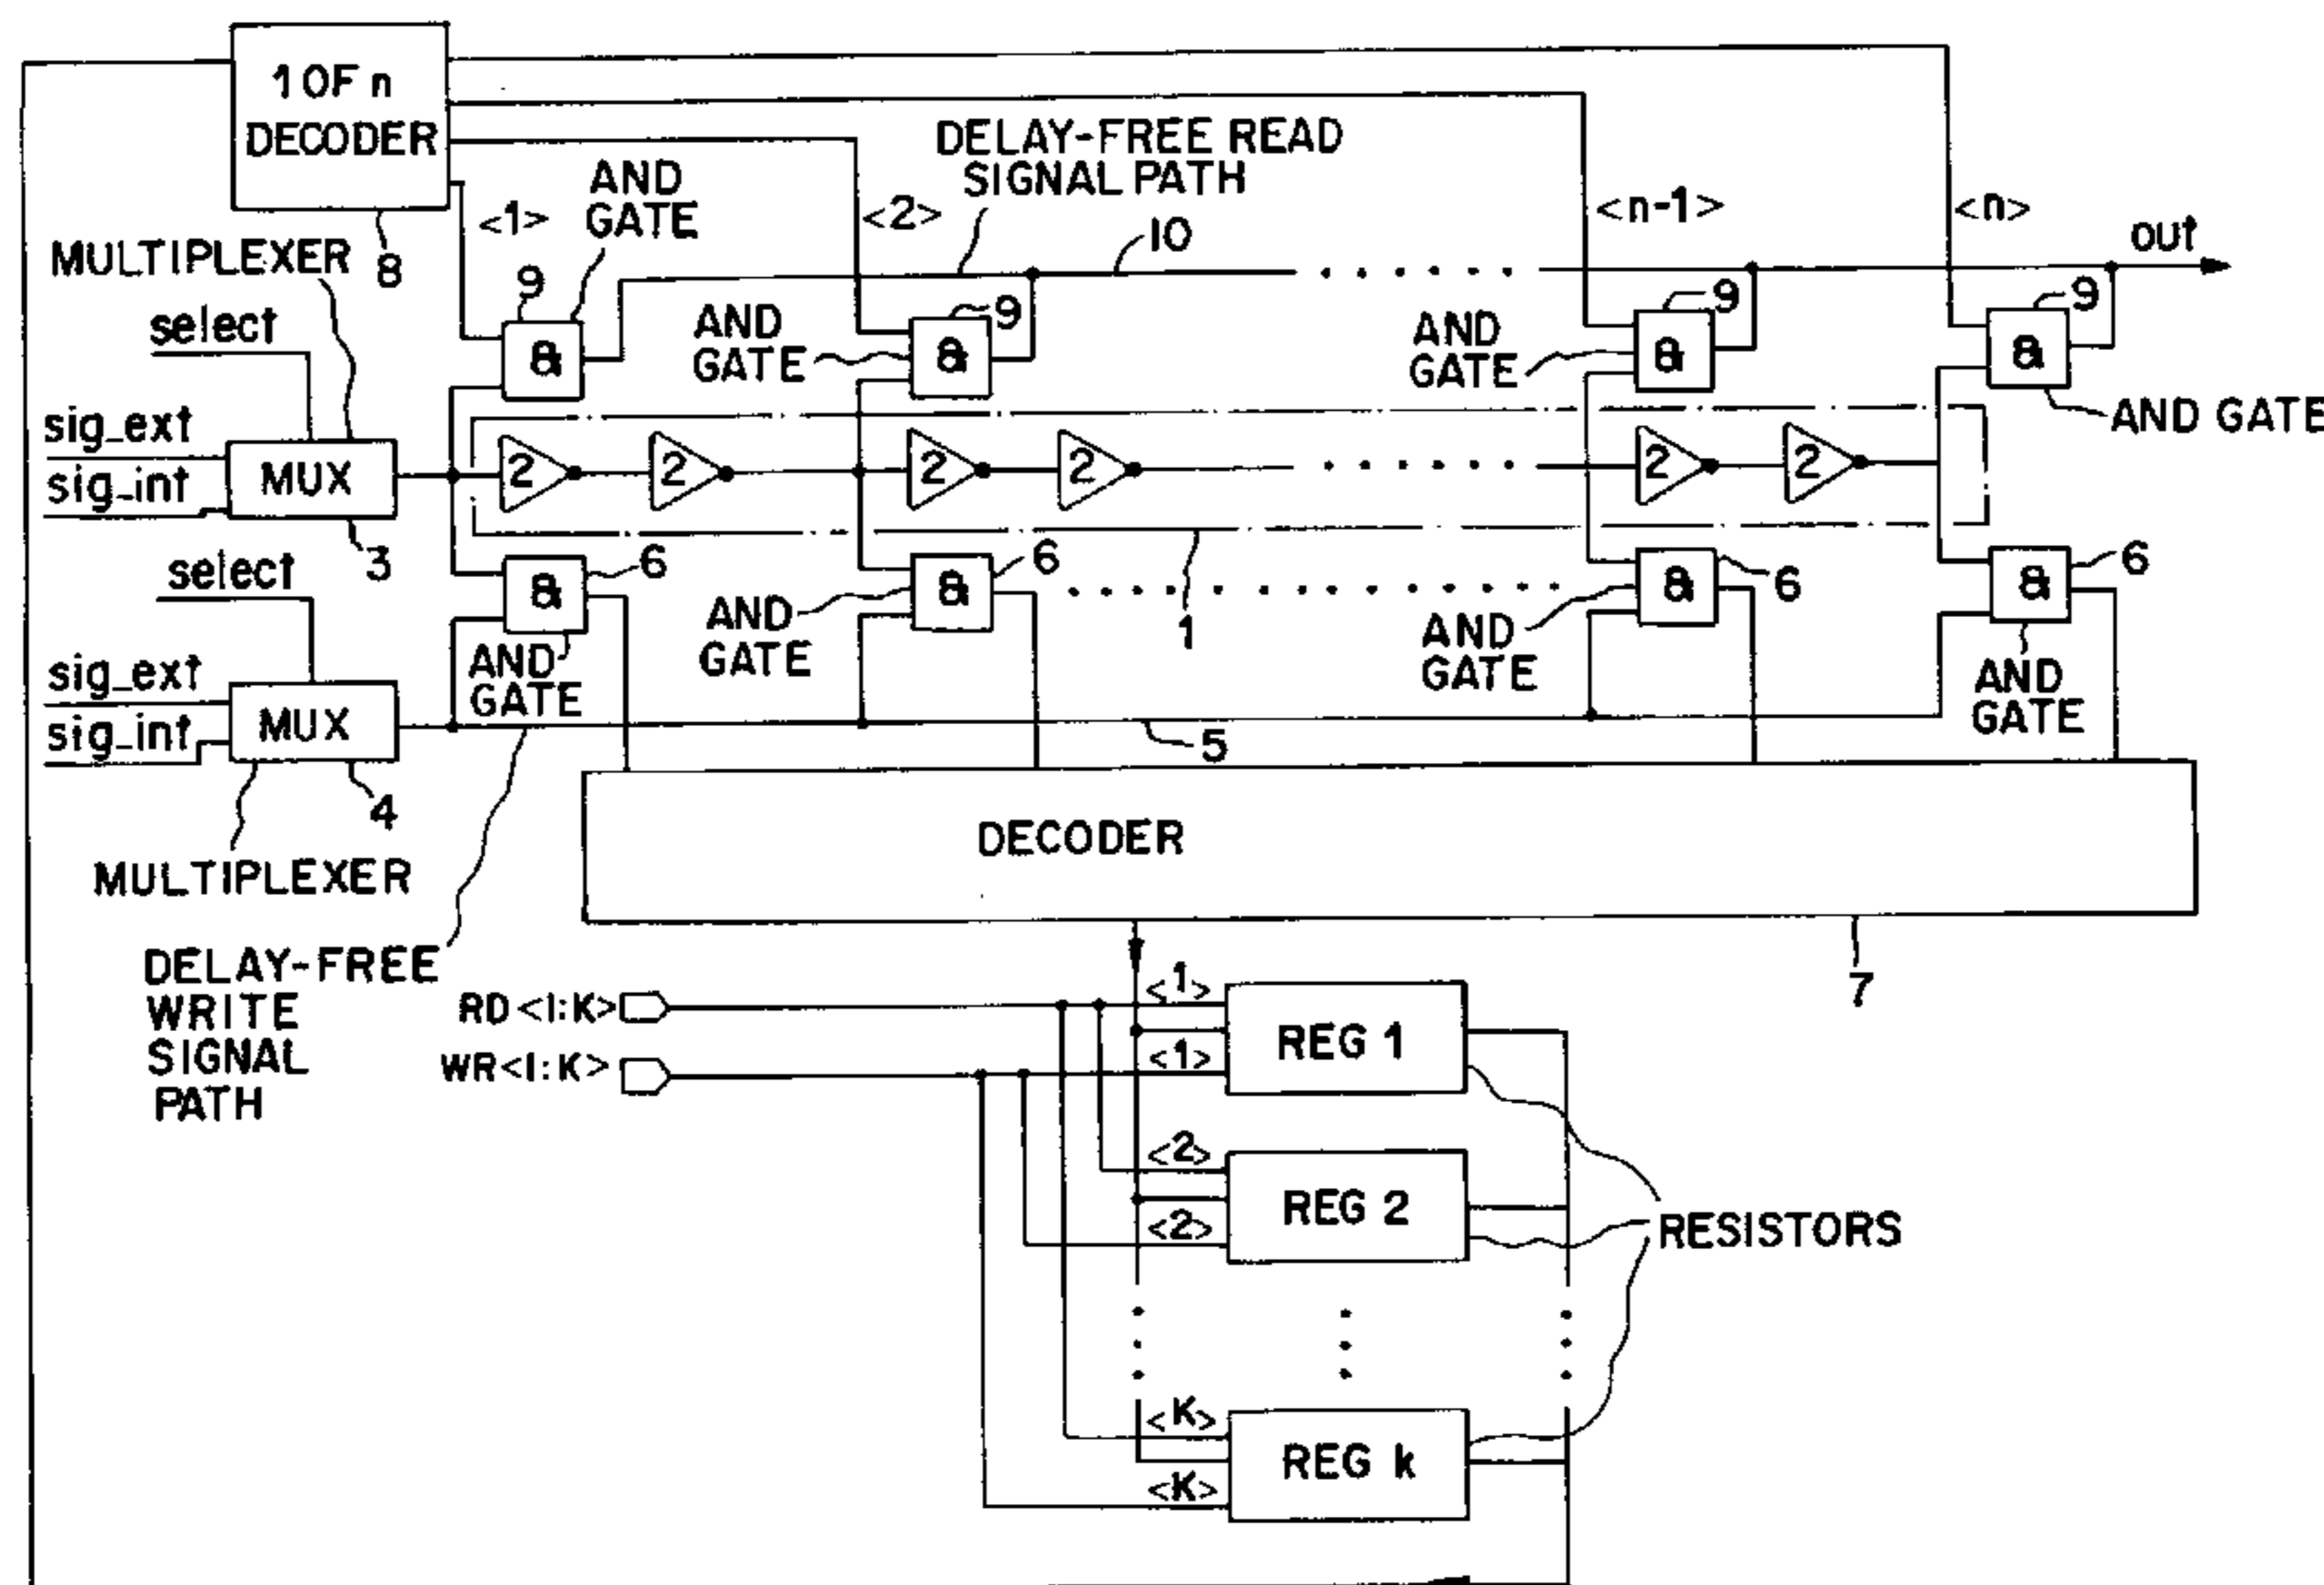 1 OF n
DECODER
8
<1>
AND
GATE
<2>
DELAY-FREE READ
SIGNAL PATH
10
<n-1>
<n>
out
MULTIPLEXER
select
9
&
AND
GATE
9
&
AND
GATE
9
&
9
&
AND GATE
sig_ext
sig_int
MUX
3
2
2
2
2
2
2
1
select
&
6
AND
GATE
AND
GATE
&
6
AND
GATE
&
6
&
6
AND
GATE
sig_ext
sig_int
MUX
4
MULTIPLEXER
5
DECODER
7
DELAY-FREE
WRITE
SIGNAL
PATH
RD<1:K>
WR<1:K>
<1>
<1>
REG 1
<2>
<2>
REG 2
RESISTORS
<K>
<K>
REG k